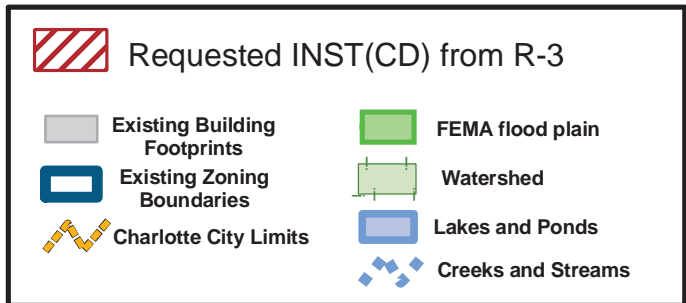 Requested INST(CD) from R-3
Existing Building
Footprints
Existing Zoning
Boundaries
Charlotte City Limits
FEMA flood plain
Watershed
Lakes and Ponds
Creeks and Streams